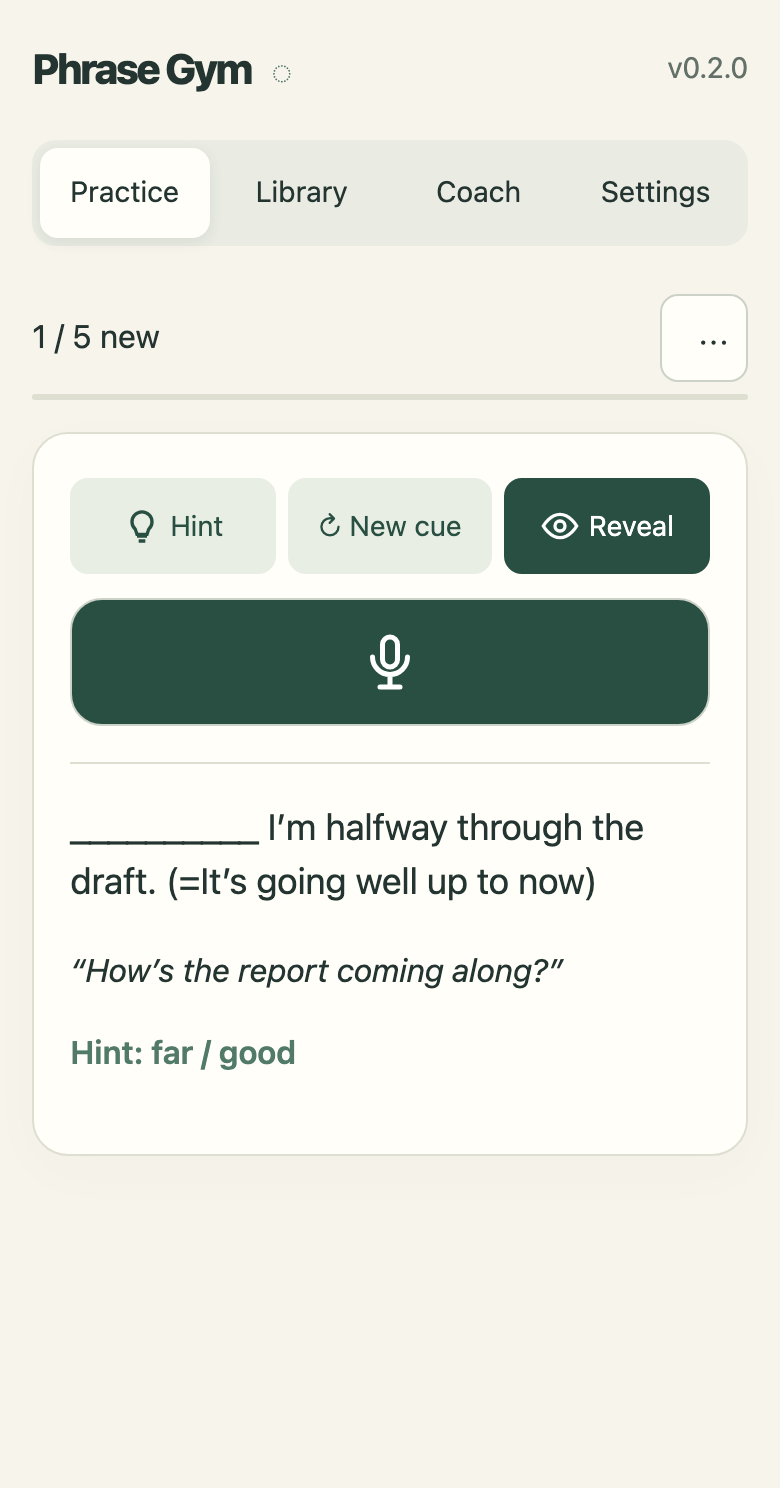 Phrase Gym
v0.2.0
Practice
Library
Coach
Settings
1 / 5 new
...
Hint
New cue
Reveal
__________ I’m halfway through the
draft. (=It’s going well up to now)
“How’s the report coming along?”
Hint: far / good